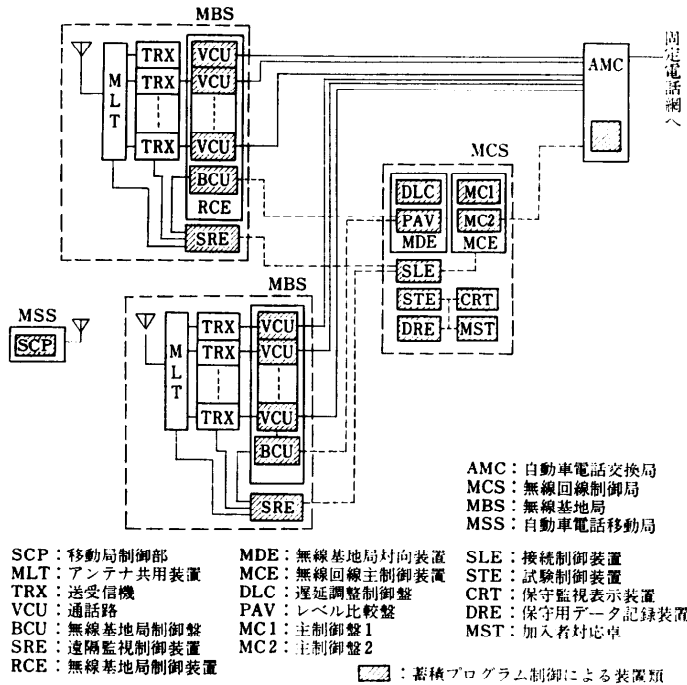 MBS
TRX
VCU
TRX
VCU
MLT
TRX
VCU
BCU
RCE
SRE
AMC
固定電話網へ
MCS
DLC
MC1
PAV
MC2
MDE
MCE
SLE
STE
CRT
DRE
MST
MBS
MSS
SCP
TRX
VCU
TRX
VCU
MLT
TRX
VCU
BCU
SRE
AMC：自動車電話交換局
MCS：無線回線制御局
MBS：無線基地局
MSS：自動車電話移動局
SCP：移動局制御部
MLT：アンテナ共用装置
TRX：送受信機
VCU：通話路
BCU：無線基地局制御盤
SRE：遠隔監視制御装置
RCE：無線基地局制御装置
MDE：無線基地局対向装置
MCE：無線回線主制御装置
DLC：遅延調整制御盤
PAV：レベル比較盤
MC1：主制御盤1
MC2：主制御盤2
SLE：接続制御装置
STE：試験制御装置
CRT：保守監視表示装置
DRE：保守用データ記録装置
MST：加入者対応卓
：蓄積プログラム制御による装置類